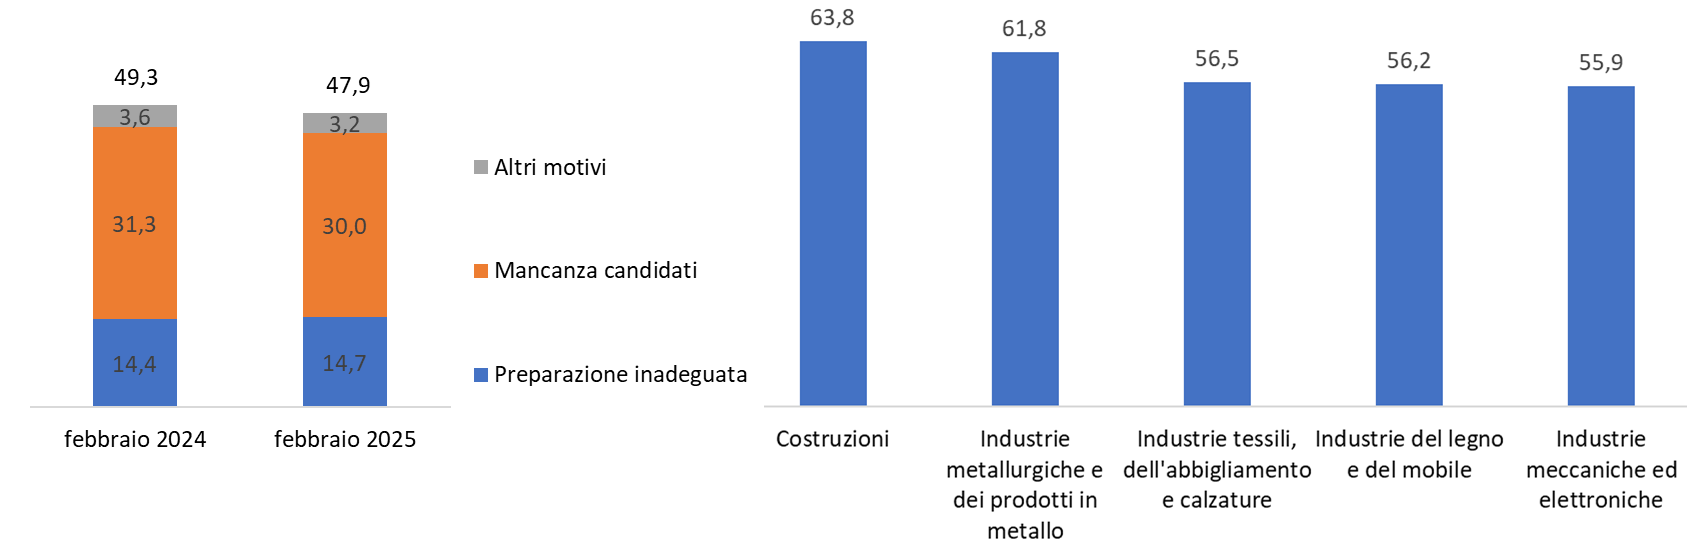 49,3
47,9
3,6
3,2
31,3
30,0
14,4
14,7
febbraio 2024
febbraio 2025
Altri motivi
Mancanza candidati
Preparazione inadeguata
63,8
61,8
56,5
56,2
55,9
Costruzioni
Industrie
metallurgiche e
dei prodotti in
metallo
Industrie tessili,
dell'abbigliamento
e calzature
Industrie del legno
e del mobile
Industrie
meccaniche ed
elettroniche